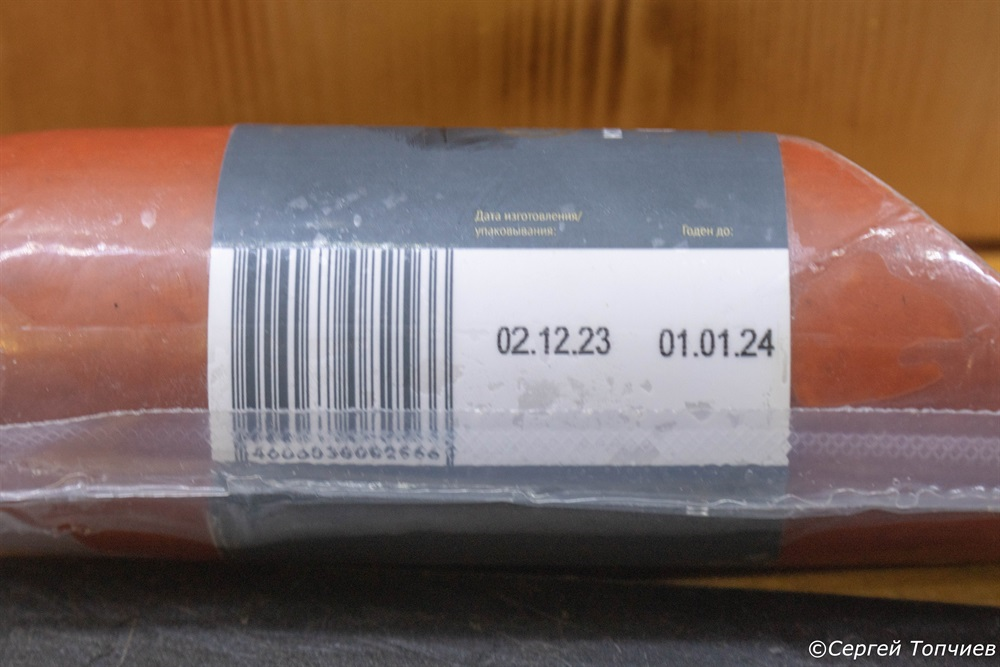 Дата изготовления/
упаковывания:
Годен до:
02.12.23
01.01.24
©Сергей Топчиев